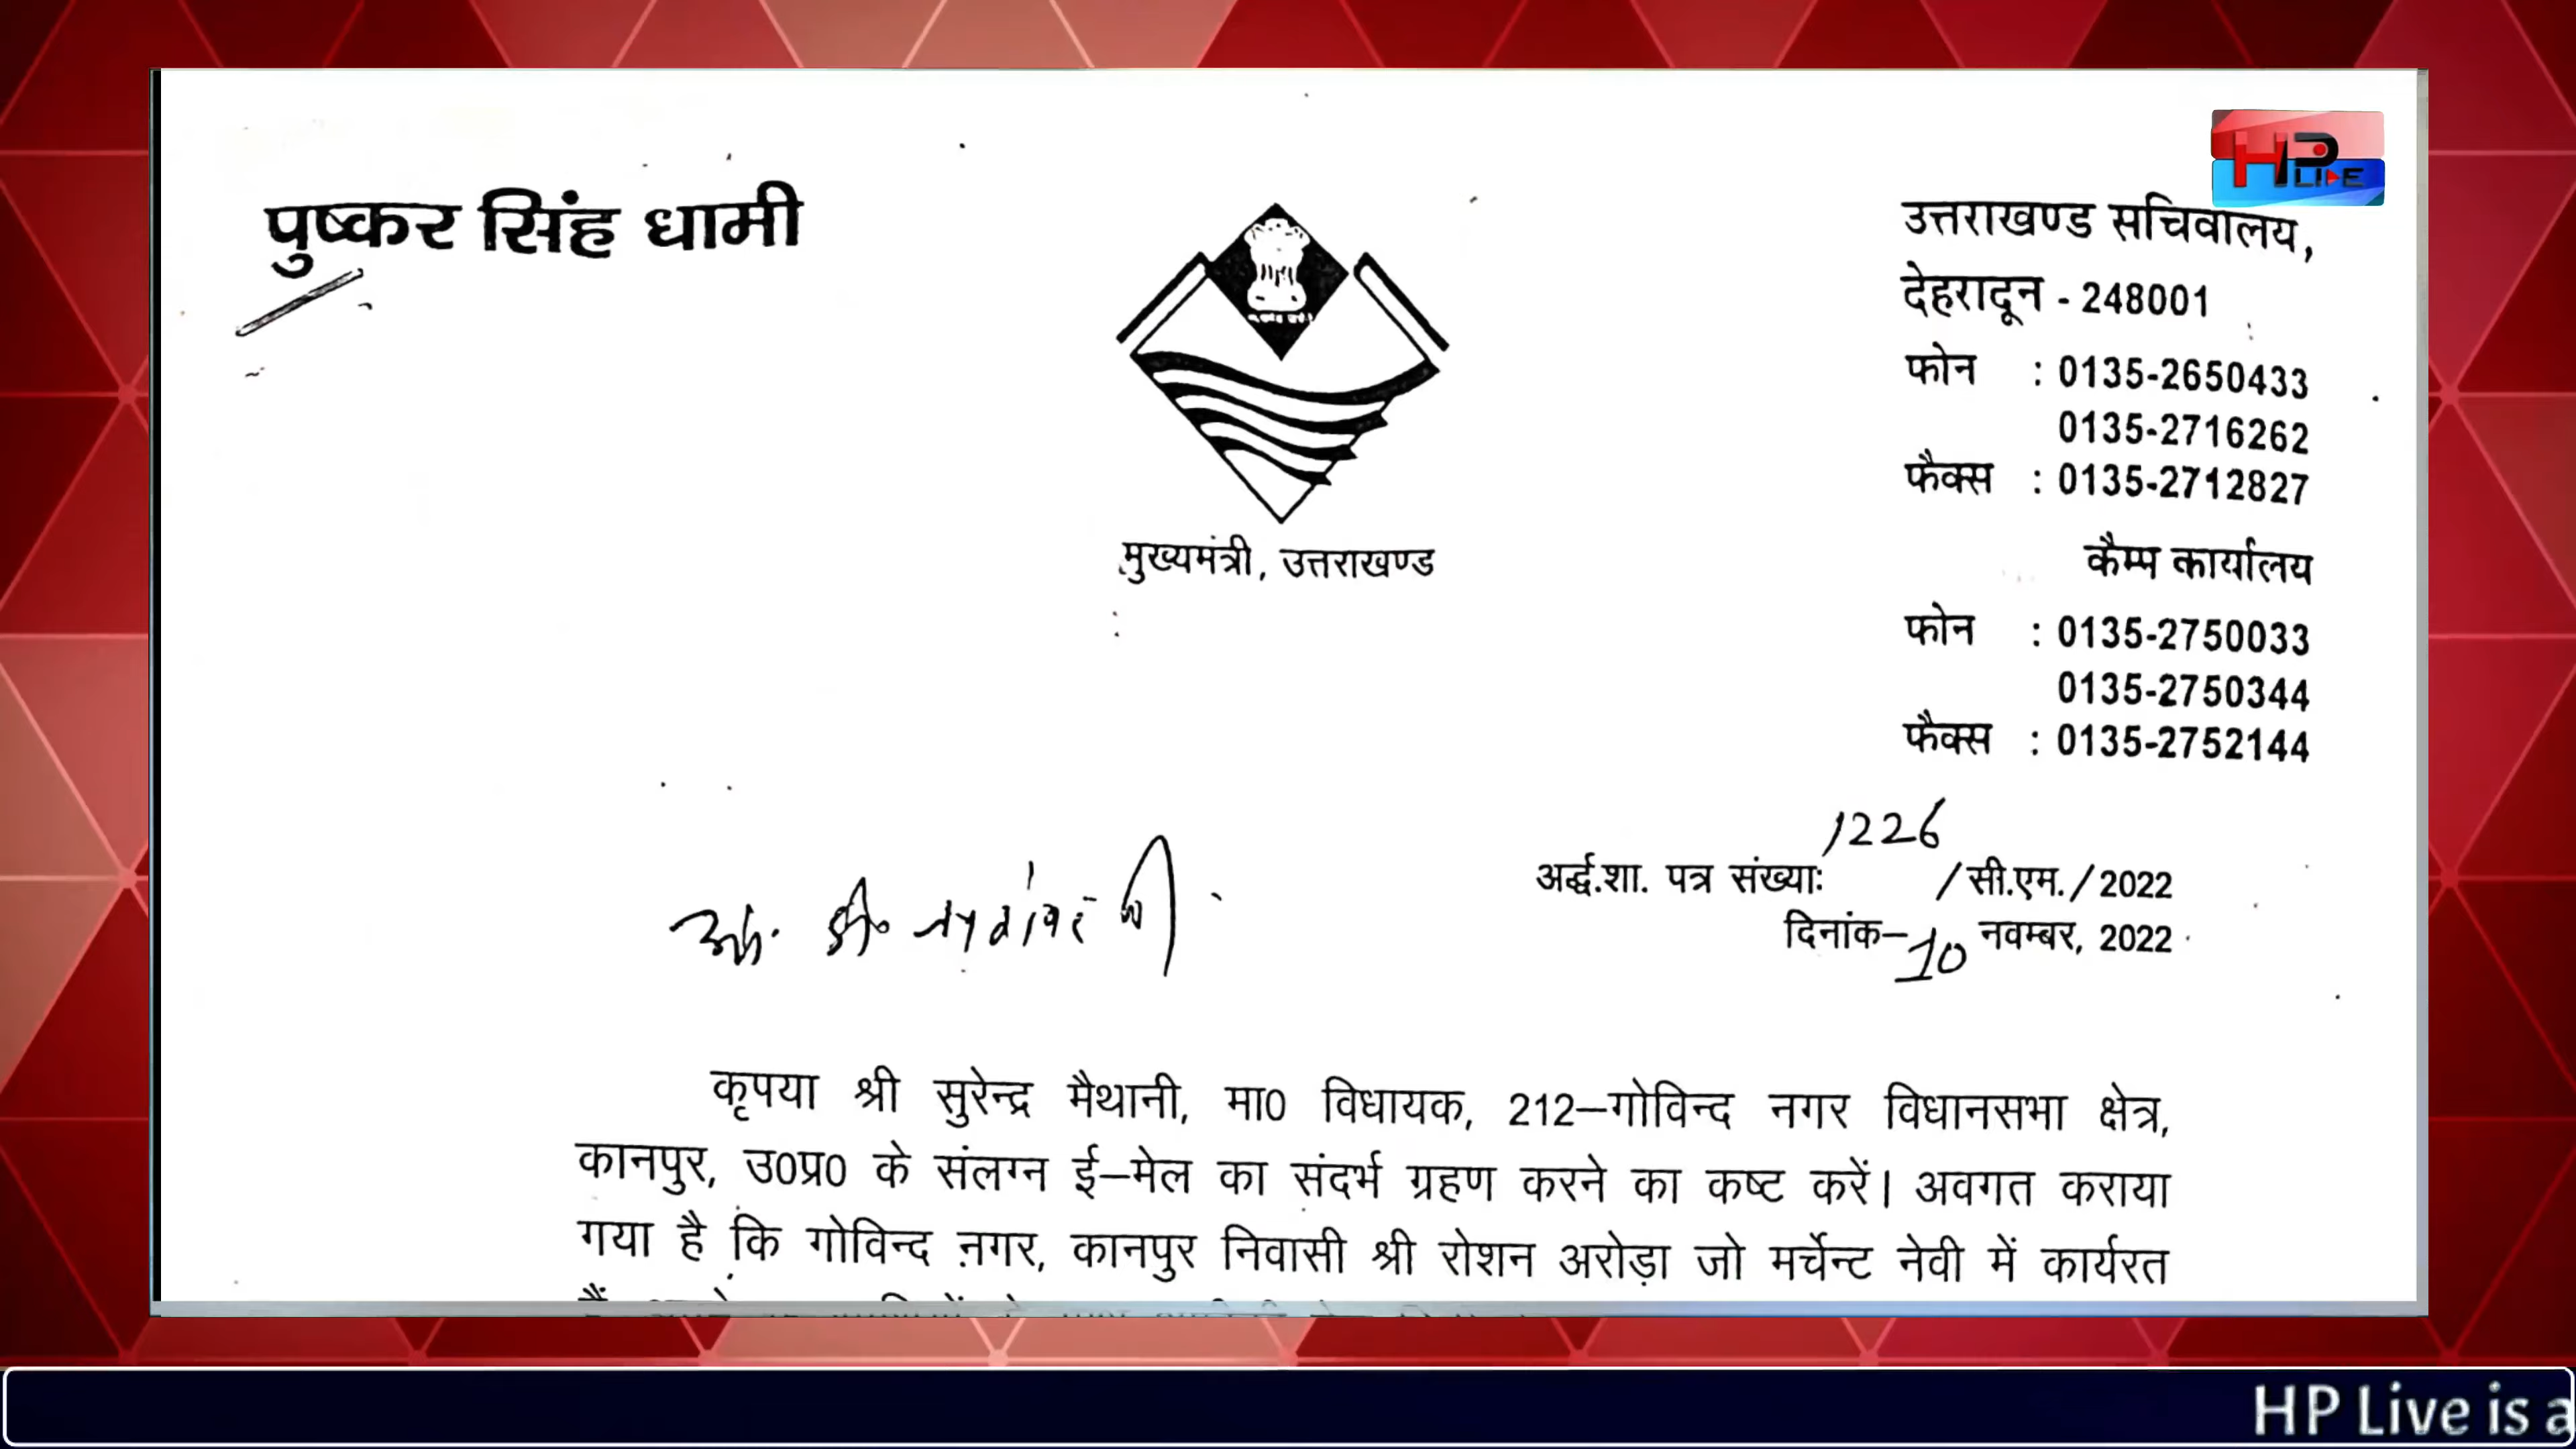 पुष्कर सिंह धामी
HP LIVE
उत्तराखण्ड सचिवालय,
देहरादून - 248001
फोन : 0135-2650433
0135-2716262
फैक्स : 0135-2712827
मुख्यमंत्री, उत्तराखण्ड
कैम्प कार्यालय
फोन : 0135-2750033
0135-2750344
फैक्स : 0135-2752144
1226
अर्द्ध.शा. पत्र संख्याः /सी.एम./2022
दिनांक–10 नवम्बर, 2022
कृपया श्री सुरेन्द्र मैथानी, मा0 विधायक, 212–गोविन्द नगर विधानसभा क्षेत्र,
कानपुर, उ0प्र0 के संलग्न ई–मेल का संदर्भ ग्रहण करने का कष्ट करें। अवगत कराया
गया है कि गोविन्द नगर, कानपुर निवासी श्री रोशन अरोड़ा जो मर्चेन्ट नेवी में कार्यरत
HP Live is a